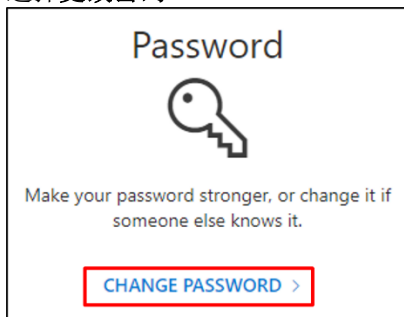 Password
Make your password stronger, or change it if
someone else knows it.
CHANGE PASSWORD >